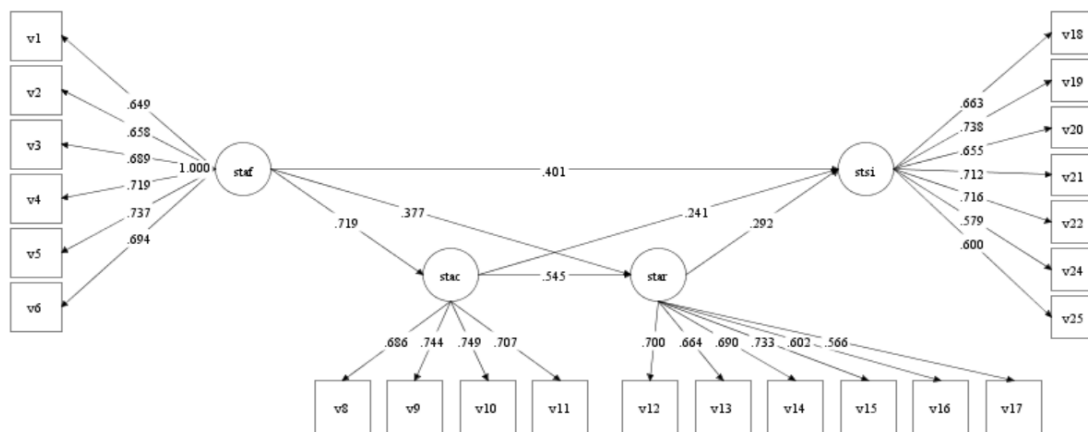 v1
v2
v3
v4
v5
v6
.649
.658
.689
.719
.737
.694
1.000
staf
.401
.377
.719
.241
.292
.545
stac
star
stsi
.663
.738
.655
.712
.716
.579
.600
v18
v19
v20
v21
v22
v24
v25
.686 .744 .749 .707
.700 .664 .690 .733 .602 .566
v8 v9 v10 v11 v12 v13 v14 v15 v16 v17